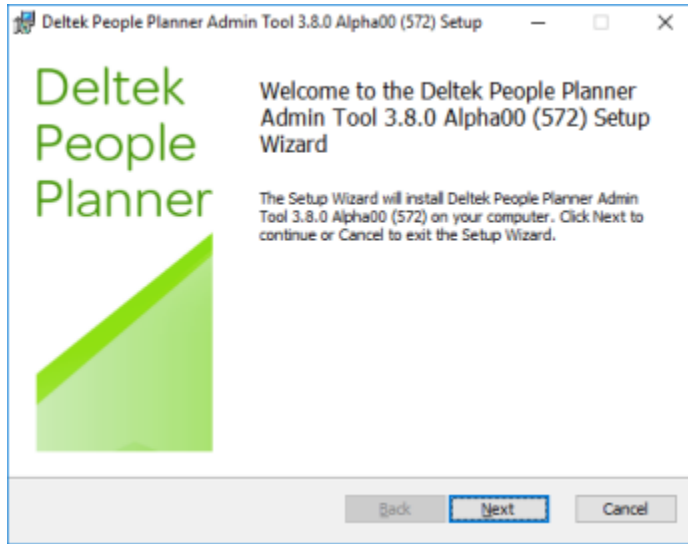 Deltek People Planner Admin Tool 3.8.0 Alpha00 (572) Setup
Deltek
People
Planner
Welcome to the Deltek People Planner
Admin Tool 3.8.0 Alpha00 (572) Setup
Wizard
The Setup Wizard will install Deltek People Planner Admin
Tool 3.8.0 Alpha00 (572) on your computer. Click Next to
continue or Cancel to exit the Setup Wizard.
Back
Next
Cancel